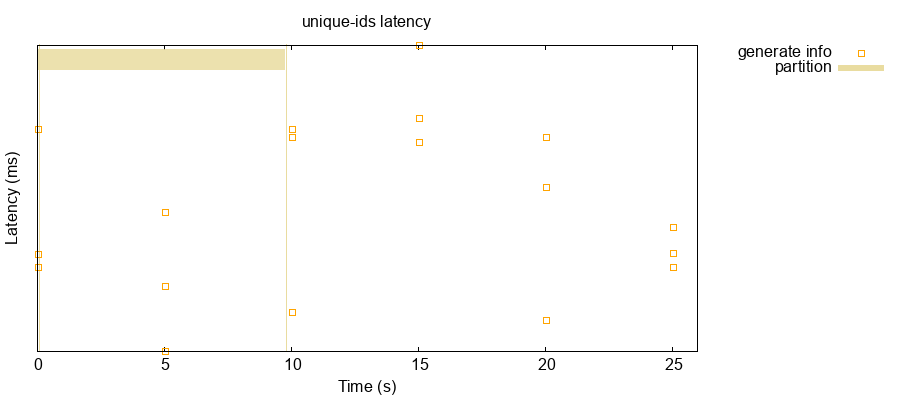 unique-ids latency
generate info
partition
Latency (ms)
0 5 10 15 20 25
Time (s)